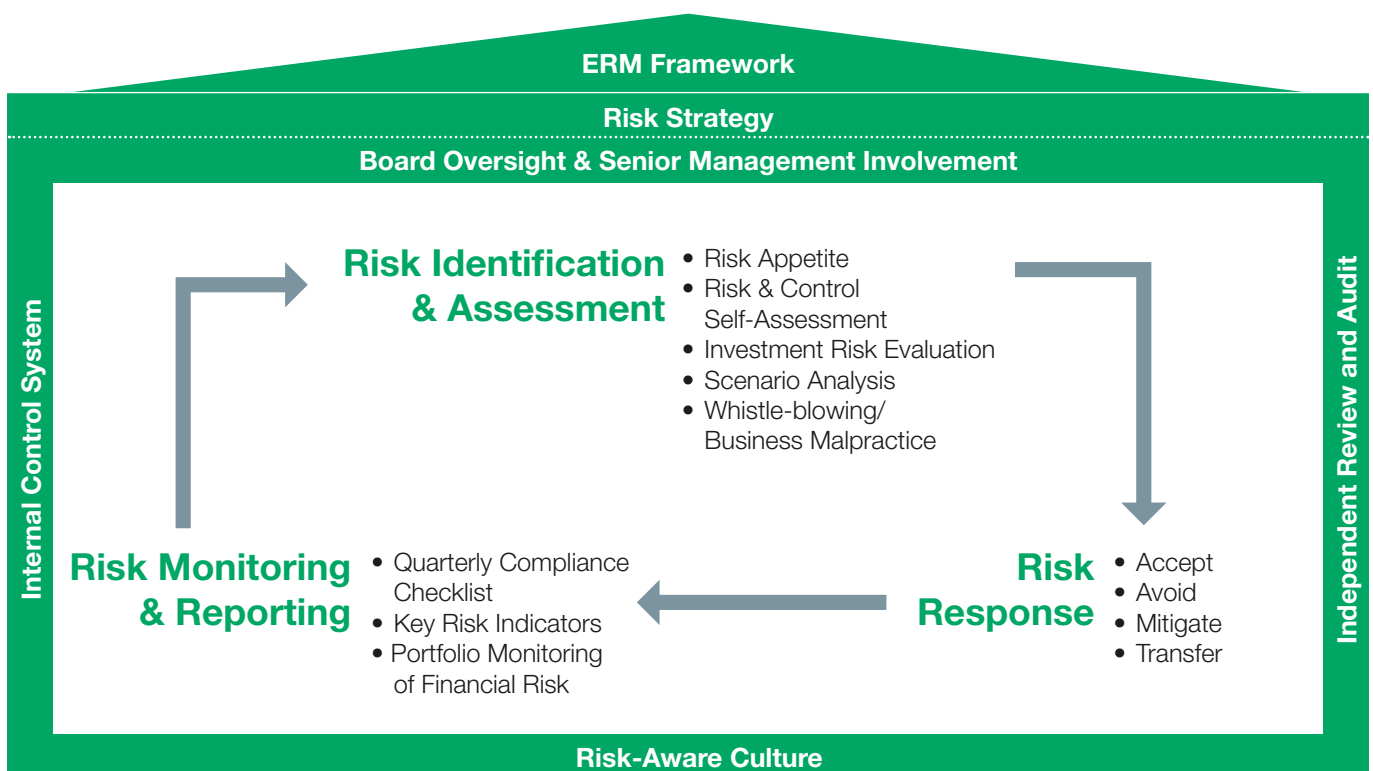 ERM Framework
Risk Strategy
Board Oversight & Senior Management Involvement
Internal Control System
Risk Identification
& Assessment
• Risk Appetite
• Risk & Control
Self-Assessment
• Investment Risk Evaluation
• Scenario Analysis
• Whistle-blowing/
Business Malpractice
Independent Review and Audit
Risk Monitoring
& Reporting
• Quarterly Compliance
Checklist
• Key Risk Indicators
• Portfolio Monitoring
of Financial Risk
Risk
Response
• Accept
• Avoid
• Mitigate
• Transfer
Risk-Aware Culture